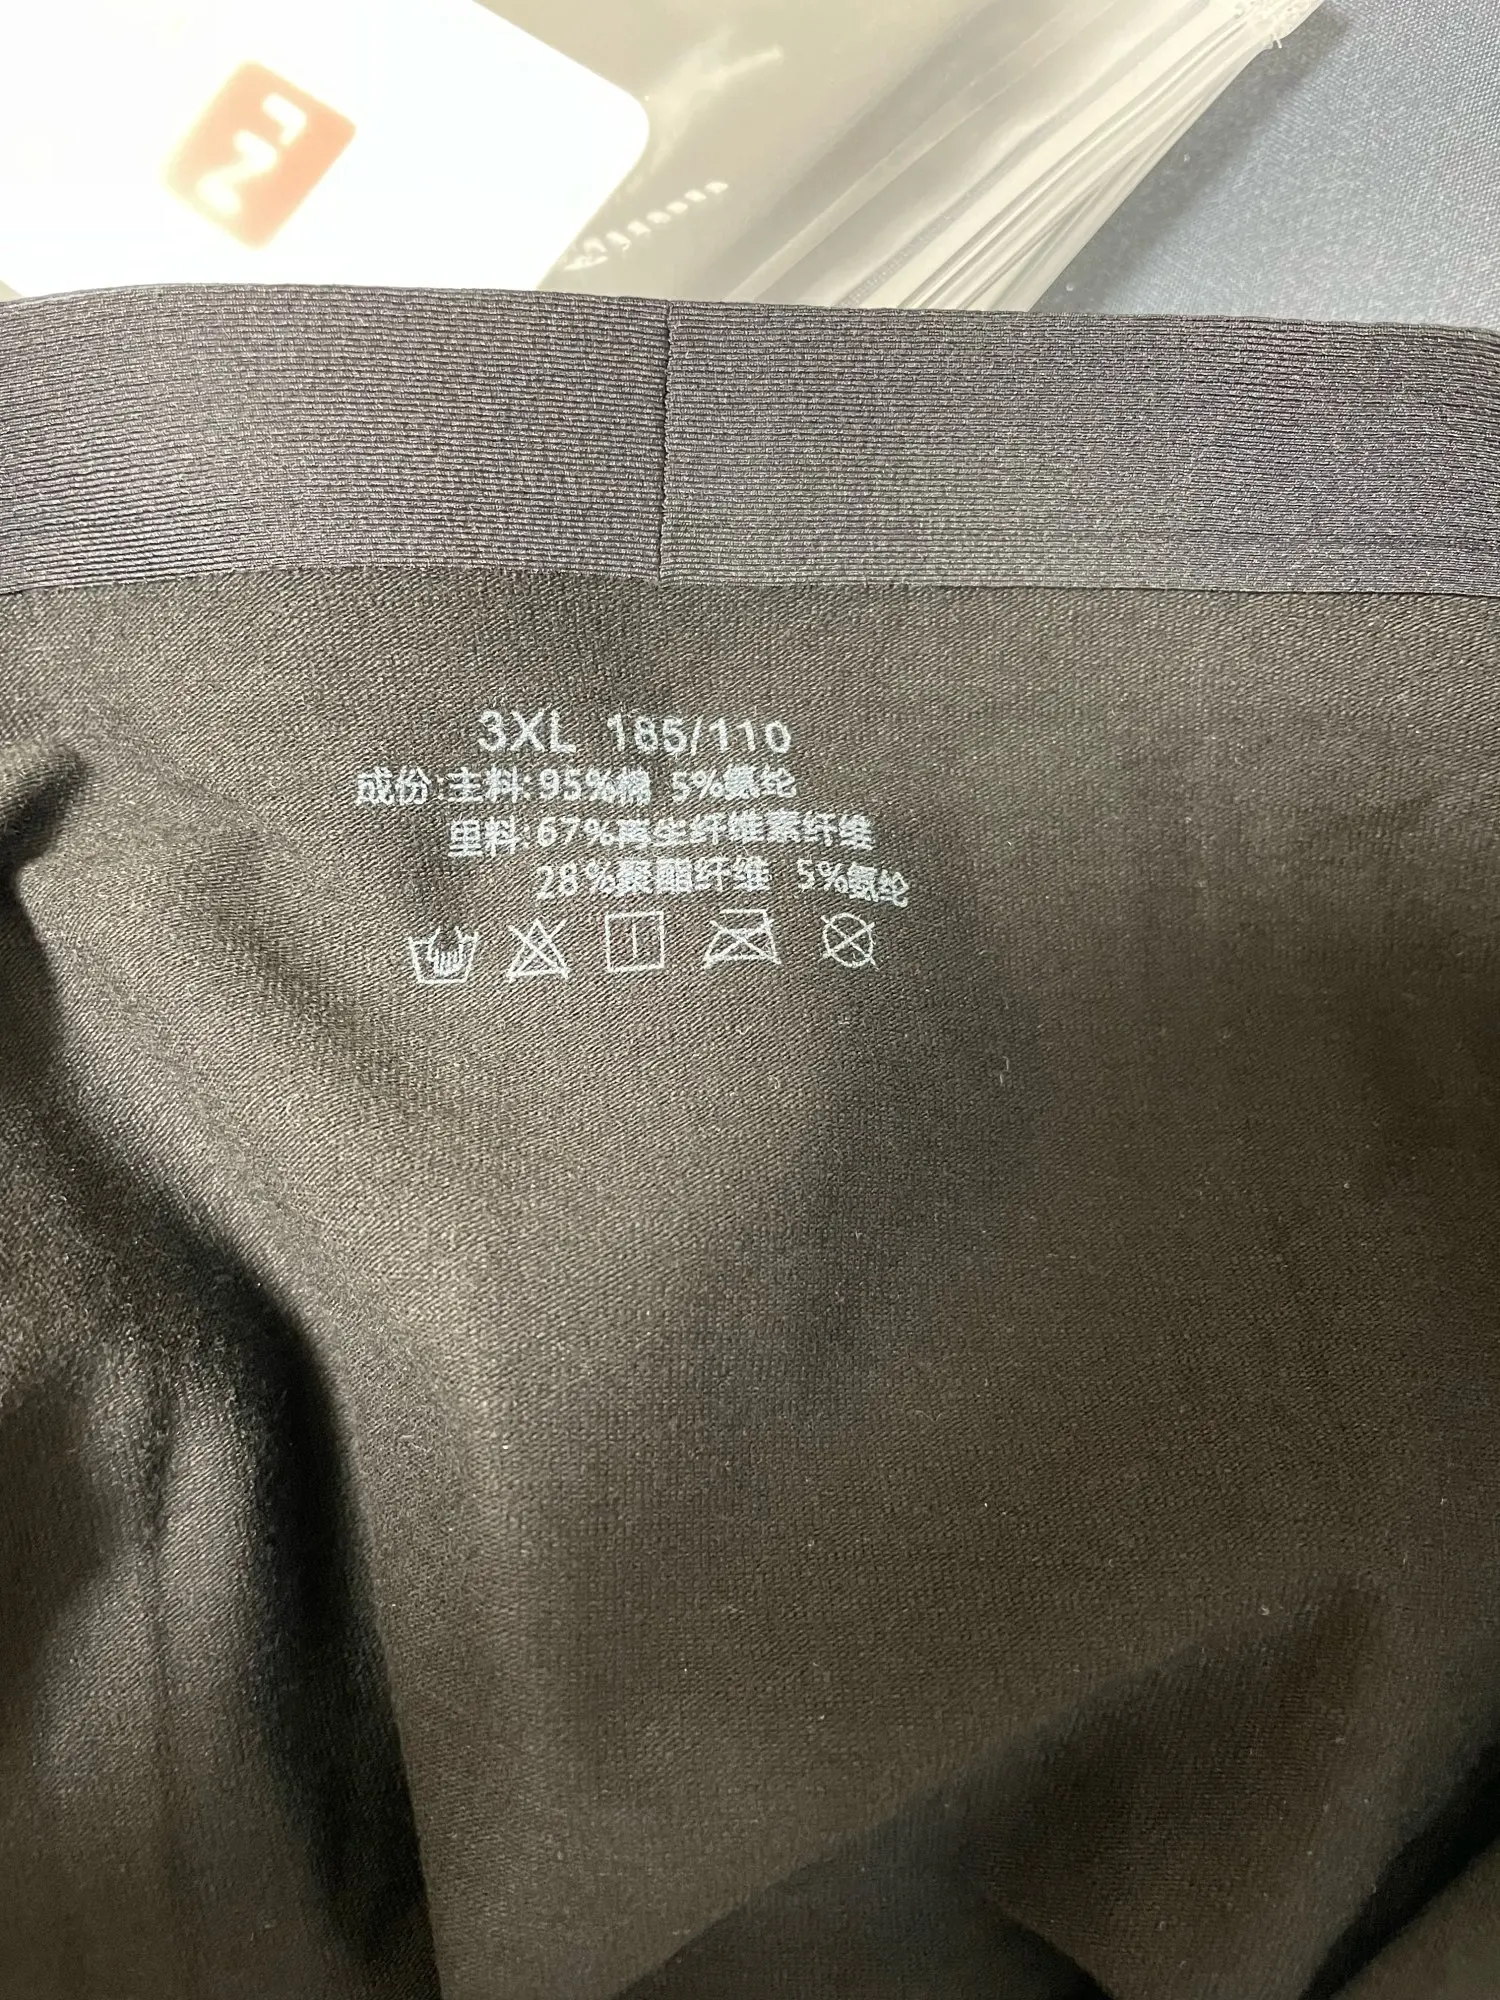 3XL 185/110
成份:主料:95%棉 5%氨纶
里料:67%再生纤维素纤维
28%聚酯纤维 5%氨纶